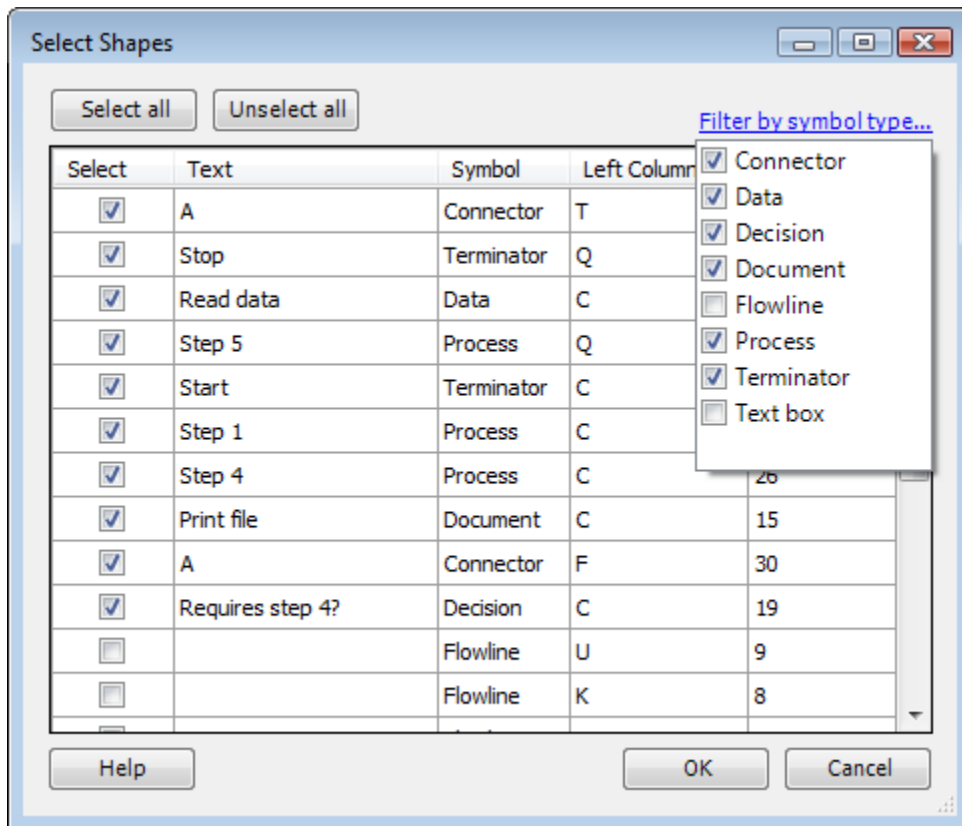 Select Shapes
Select all Unselect all Filter by symbol type...
Select Text Symbol Left Column
A Connector T
Stop Terminator Q
Read data Data C
Step 5 Process Q
Start Terminator C
Step 1 Process C
Step 4 Process C 26
Print file Document C 15
A Connector F 30
Requires step 4? Decision C 19
Flowline U 9
Flowline K 8
Connector
Data
Decision
Document
Flowline
Process
Terminator
Text box
Help OK Cancel